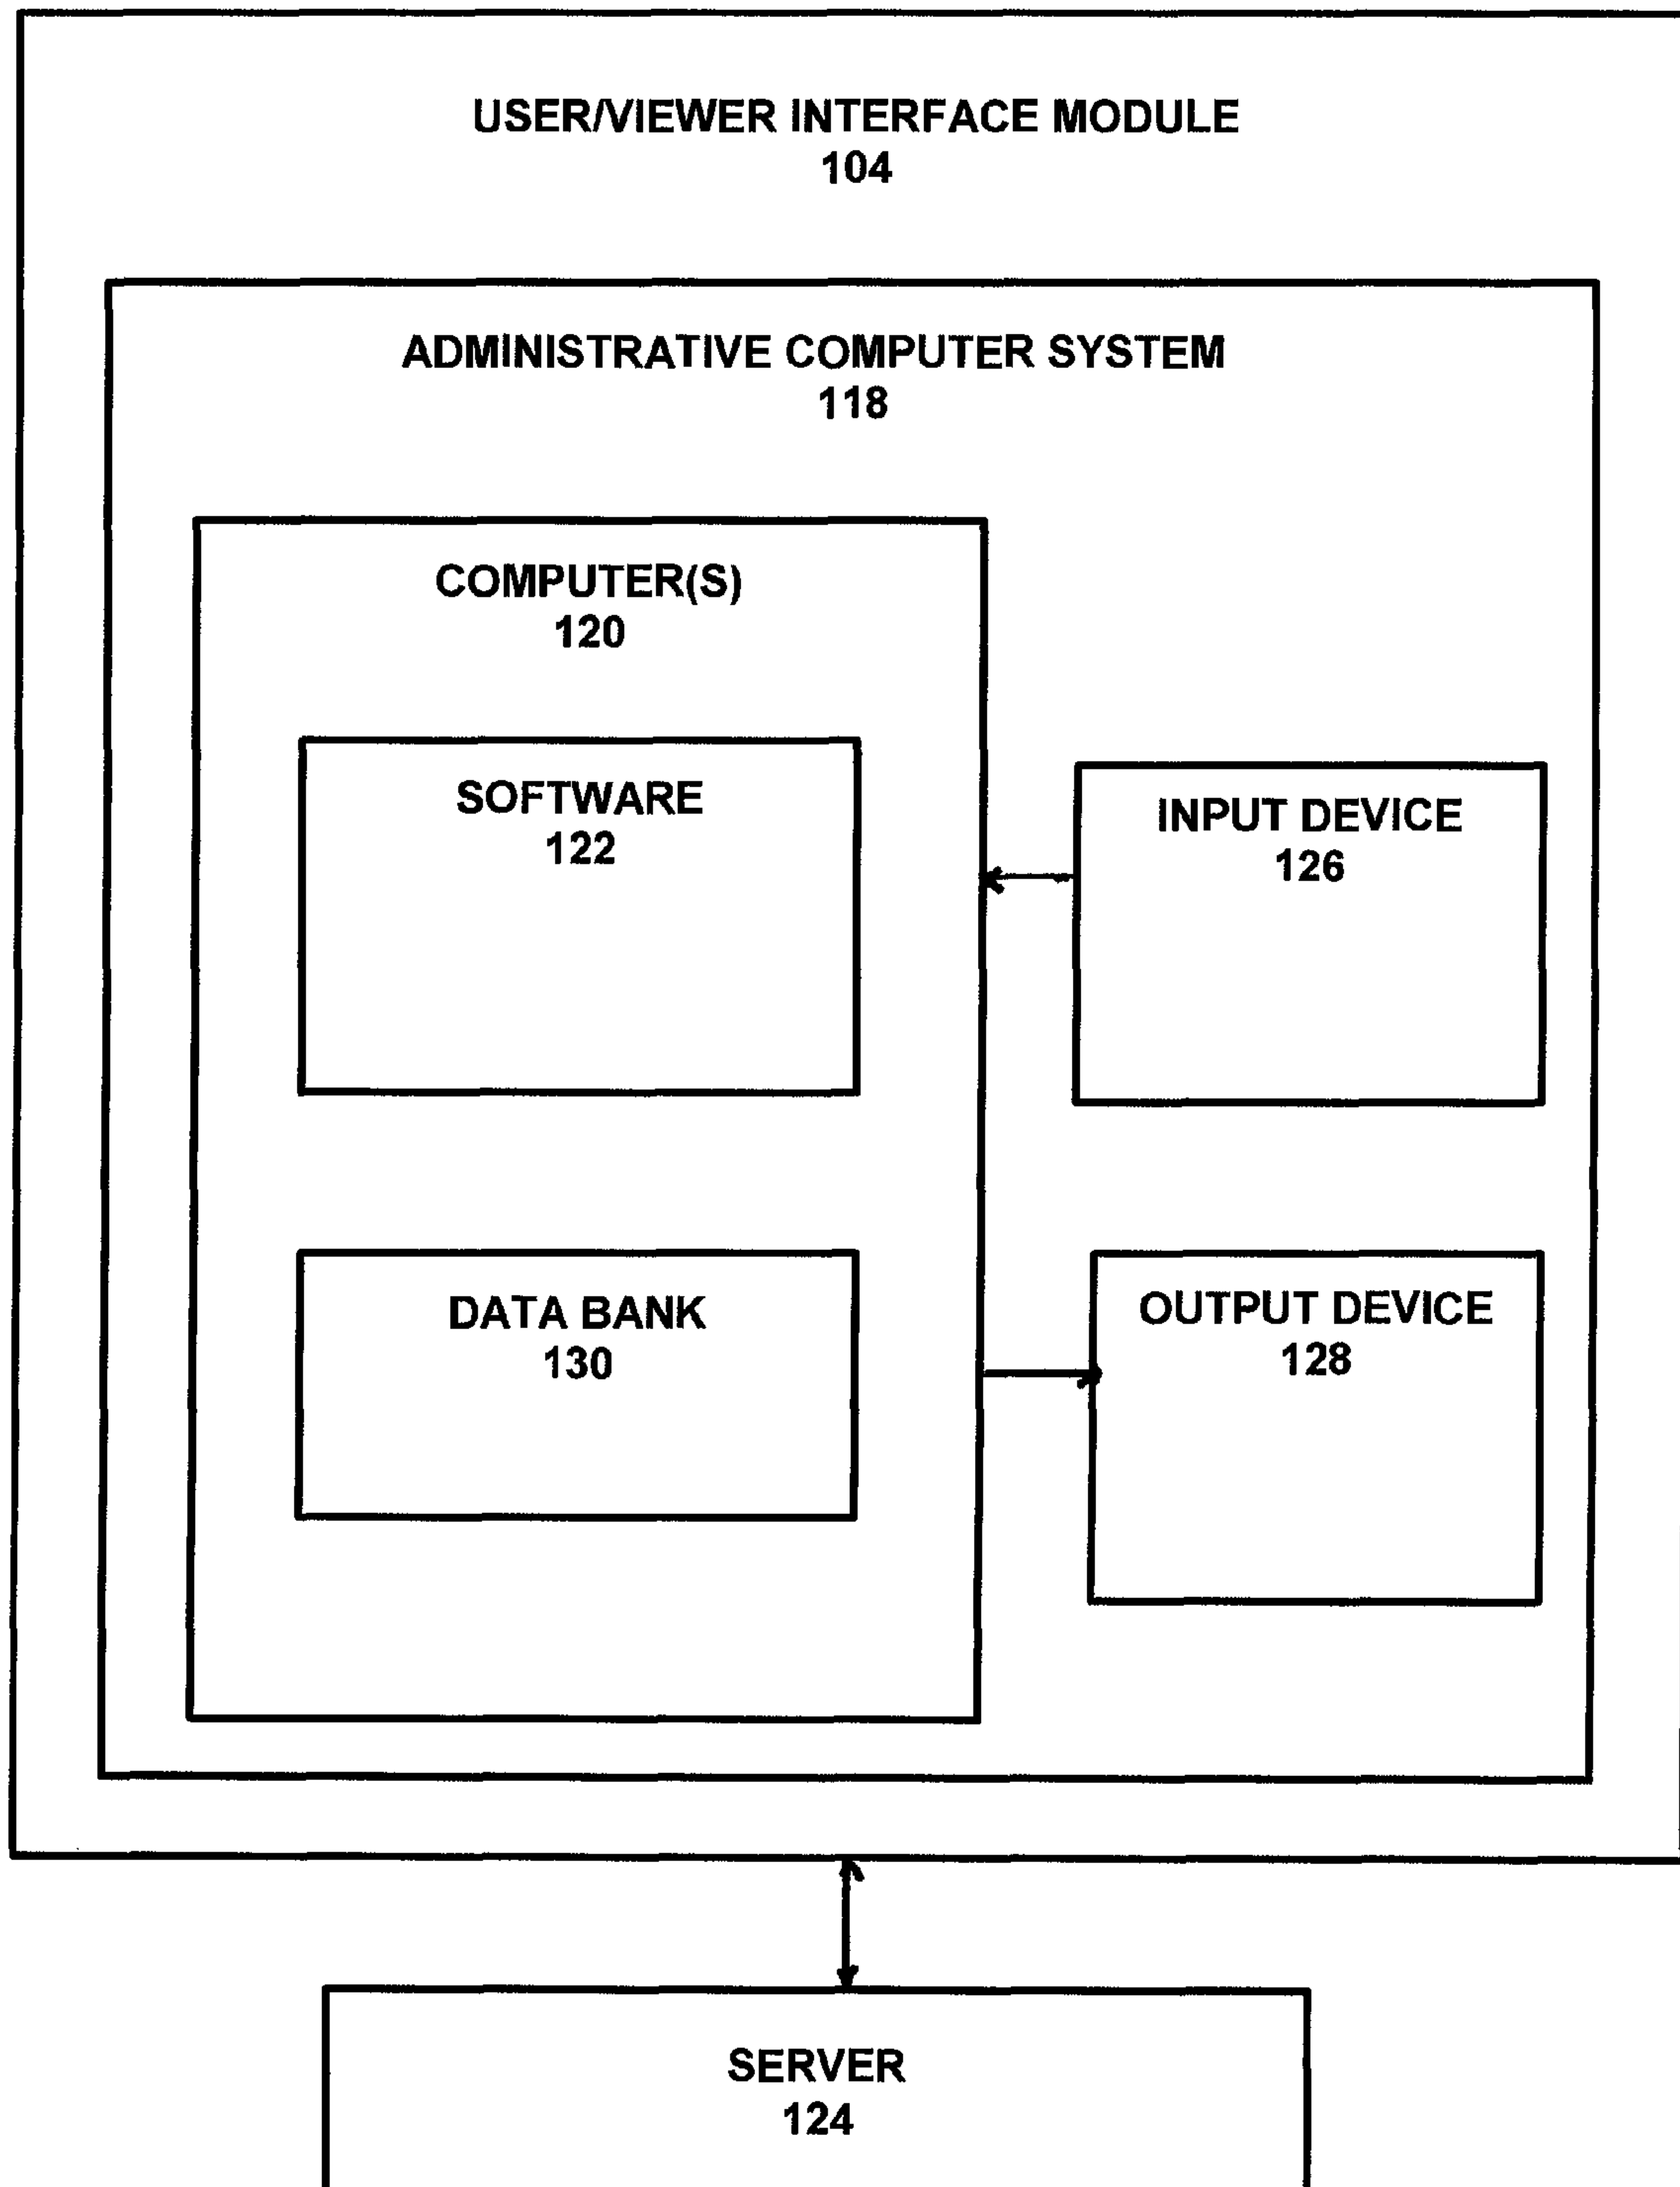 USER/VIEWER INTERFACE MODULE
104
ADMINISTRATIVE COMPUTER SYSTEM
118
COMPUTER(S)
120
SOFTWARE
122
INPUT DEVICE
126
DATA BANK
130
OUTPUT DEVICE
128
SERVER
124